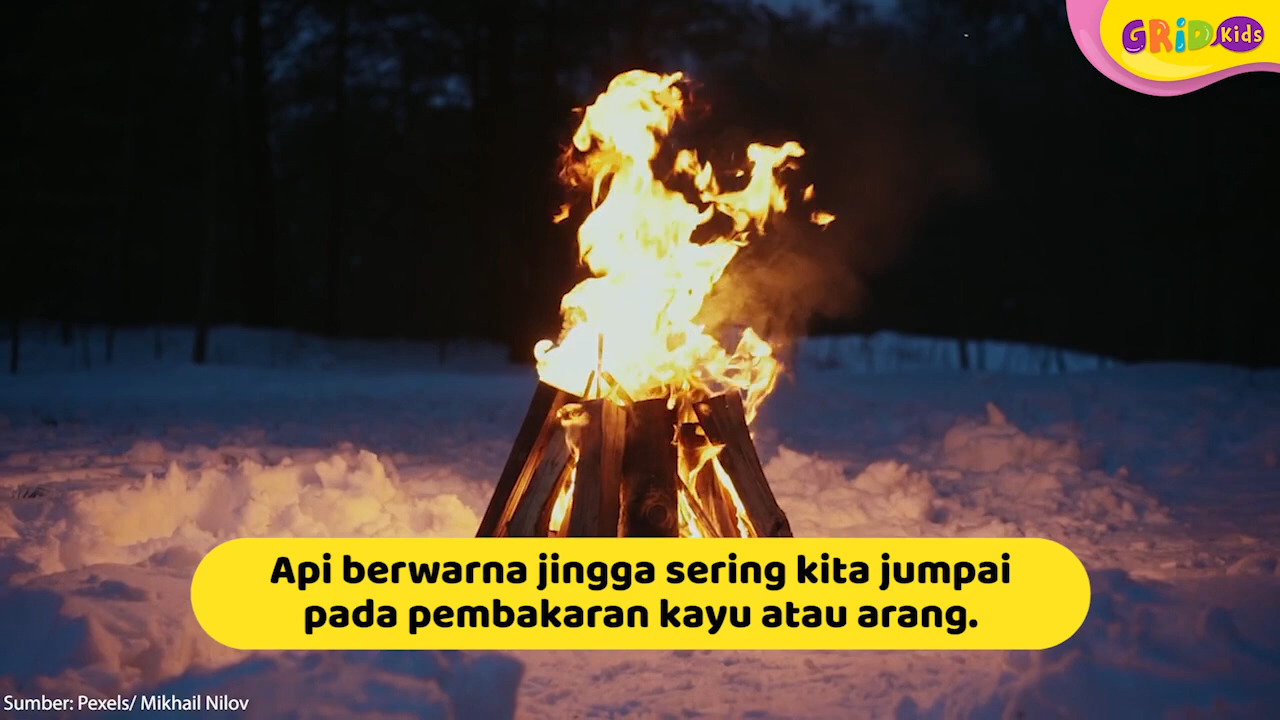 GRiD Kids
Api berwarna jingga sering kita jumpai
pada pembakaran kayu atau arang.
Sumber: Pexels/ Mikhail Nilov